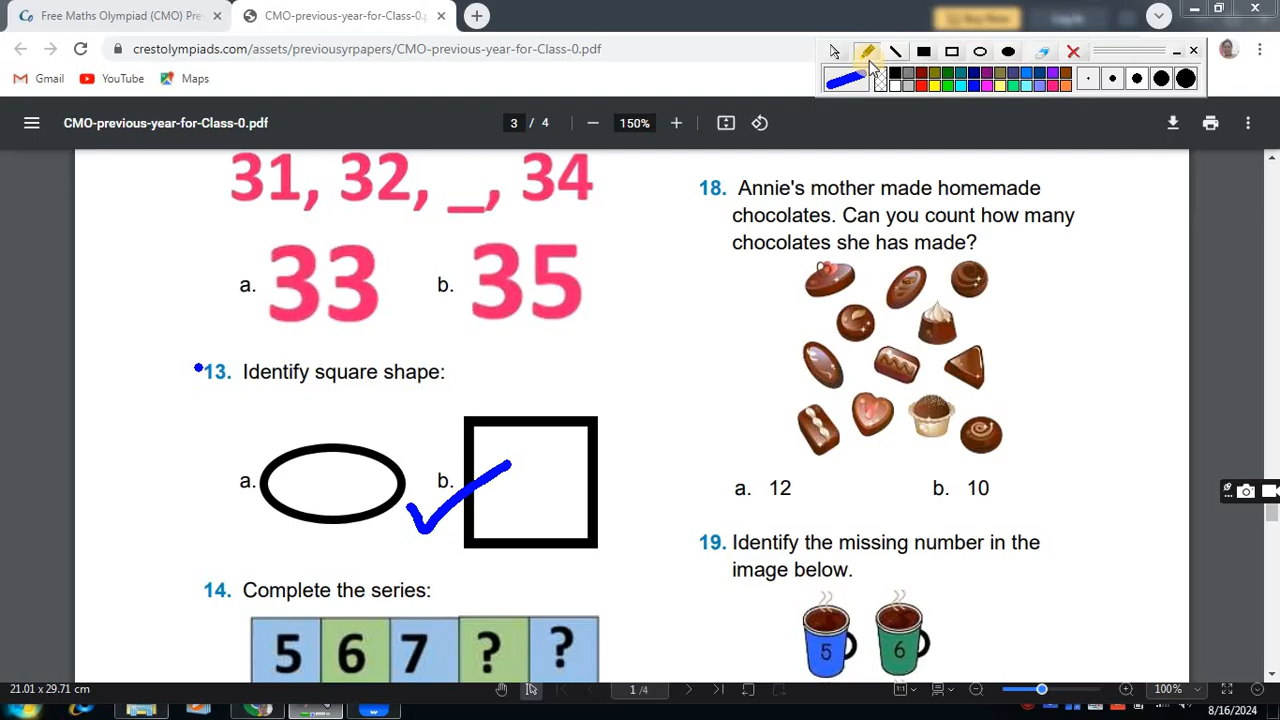 Free Maths Olympiad (CMO) Pre
CMO-previous-year-for-Class-0.p
crestolympiads.com/assets/previousyrpapers/CMO-previous-year-for-Class-0.pdf
Gmail
YouTube
Maps
CMO-previous-year-for-Class-0.pdf
3 / 4
150%
31, 32, _, 34
a. 33
b. 35
13. Identify square shape:
a.
b.
14. Complete the series:
5 6 7 ? ?
18. Annie's mother made homemade
chocolates. Can you count how many
chocolates she has made?
a. 12
b. 10
19. Identify the missing number in the
image below.
5
6
21.01 x 29.71 cm
1 /4
100%
8/16/2024